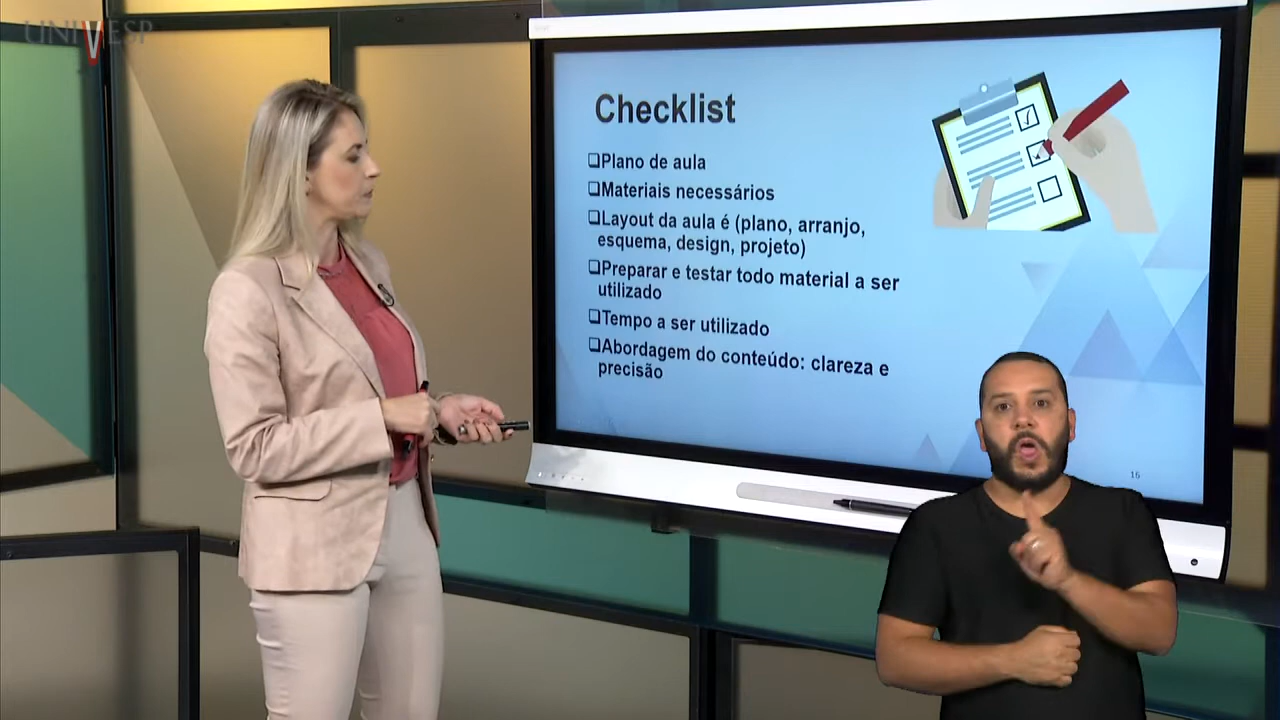 UNIVESP
Checklist
❑Plano de aula
❑Materiais necessários
❑Layout da aula é (plano, arranjo,
esquema, design, projeto)
❑Preparar e testar todo material a ser
utilizado
❑Tempo a ser utilizado
❑Abordagem do conteúdo: clareza e
precisão
16